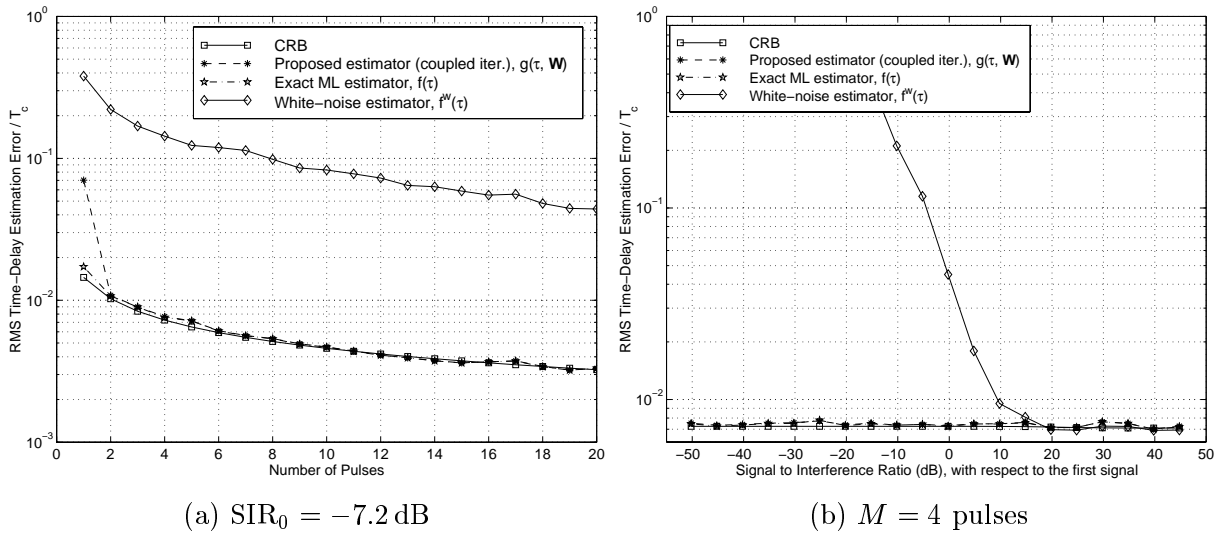 10^0
10^-1
10^-2
10^-3
RMS Time-Delay Estimation Error / T_c
CRB
Proposed estimator (coupled iter.), g(τ, W)
Exact ML estimator, f(τ)
White-noise estimator, f^w(τ)
0 2 4 6 8 10 12 14 16 18 20
Number of Pulses
(a) SIR_0 = −7.2 dB
10^0
10^-1
10^-2
RMS Time-Delay Estimation Error / T_c
CRB
Proposed estimator (coupled iter.), g(τ, W)
Exact ML estimator, f(τ)
White-noise estimator, f^w(τ)
−50 −40 −30 −20 −10 0 10 20 30 40 50
Signal to Interference Ratio (dB), with respect to the first signal
(b) M = 4 pulses